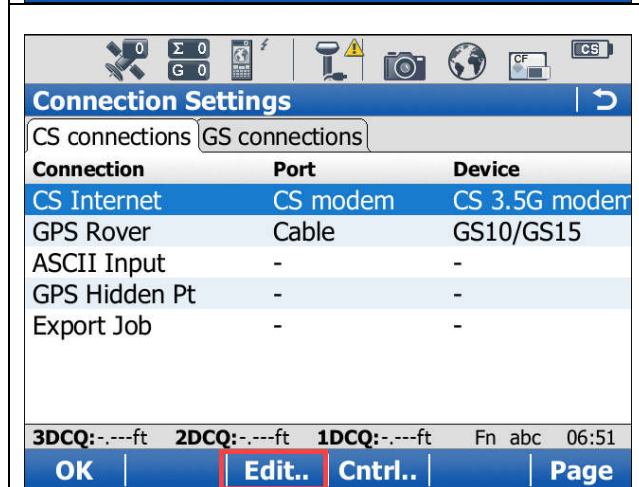 0 Σ 0 CF CS
G 0
Connection Settings
CS connections GS connections
Connection Port Device
CS Internet CS modem CS 3.5G modem
GPS Rover Cable GS10/GS15
ASCII Input - -
GPS Hidden Pt - -
Export Job - -
3DCQ:-.---ft 2DCQ:-.---ft 1DCQ:-.---ft Fn abc 06:51
OK Edit.. Cntrl.. Page